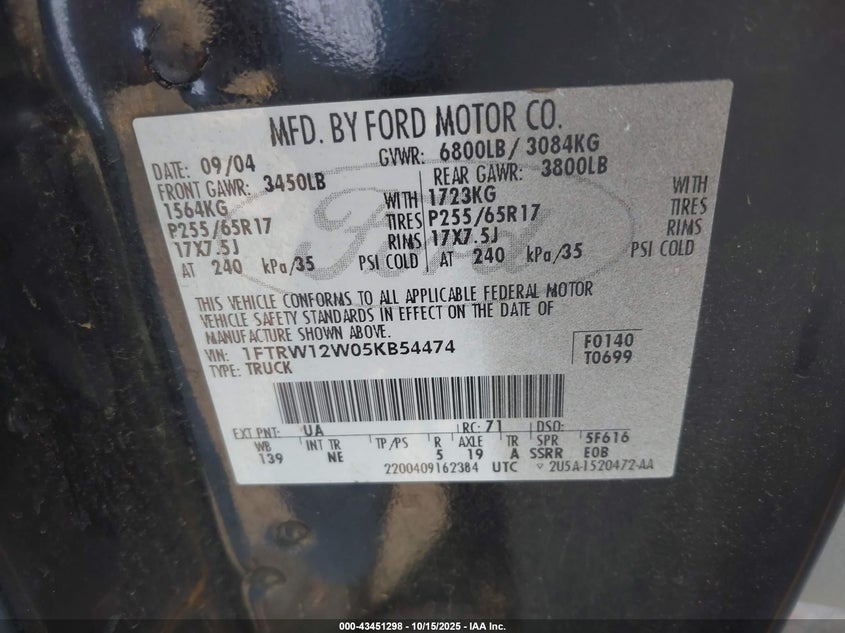 MFD. BY FORD MOTOR CO.
DATE: 09/04 GVWR: 6800LB/ 3084KG
FRONT GAWR: 3450LB REAR GAWR: 3800LB
1564KG WITH 1723KG WITH
P255/65R17 TIRES P255/65R17 TIRES
17X7.5J RIMS 17X7.5J RIMS
AT 240 kPa/35 PSI COLD AT 240 kPa/35 PSI COLD
Ford
THIS VEHICLE CONFORMS TO ALL APPLICABLE FEDERAL MOTOR
VEHICLE SAFETY STANDARDS IN EFFECT ON THE DATE OF
MANUFACTURE SHOWN ABOVE.
VIN: 1FTRW12W05KB54474 F0140
TYPE: TRUCK T0699
EXT PNT: UA RC: 71 DSO:
WB INT TR TP/PS R AXLE TR SPR 5F616
139 NE 5 19 A SSRR EOB
2200409162384 UTC 2U5A-1520472-AA
000-43451298 - 10/15/2025 - IAA Inc.